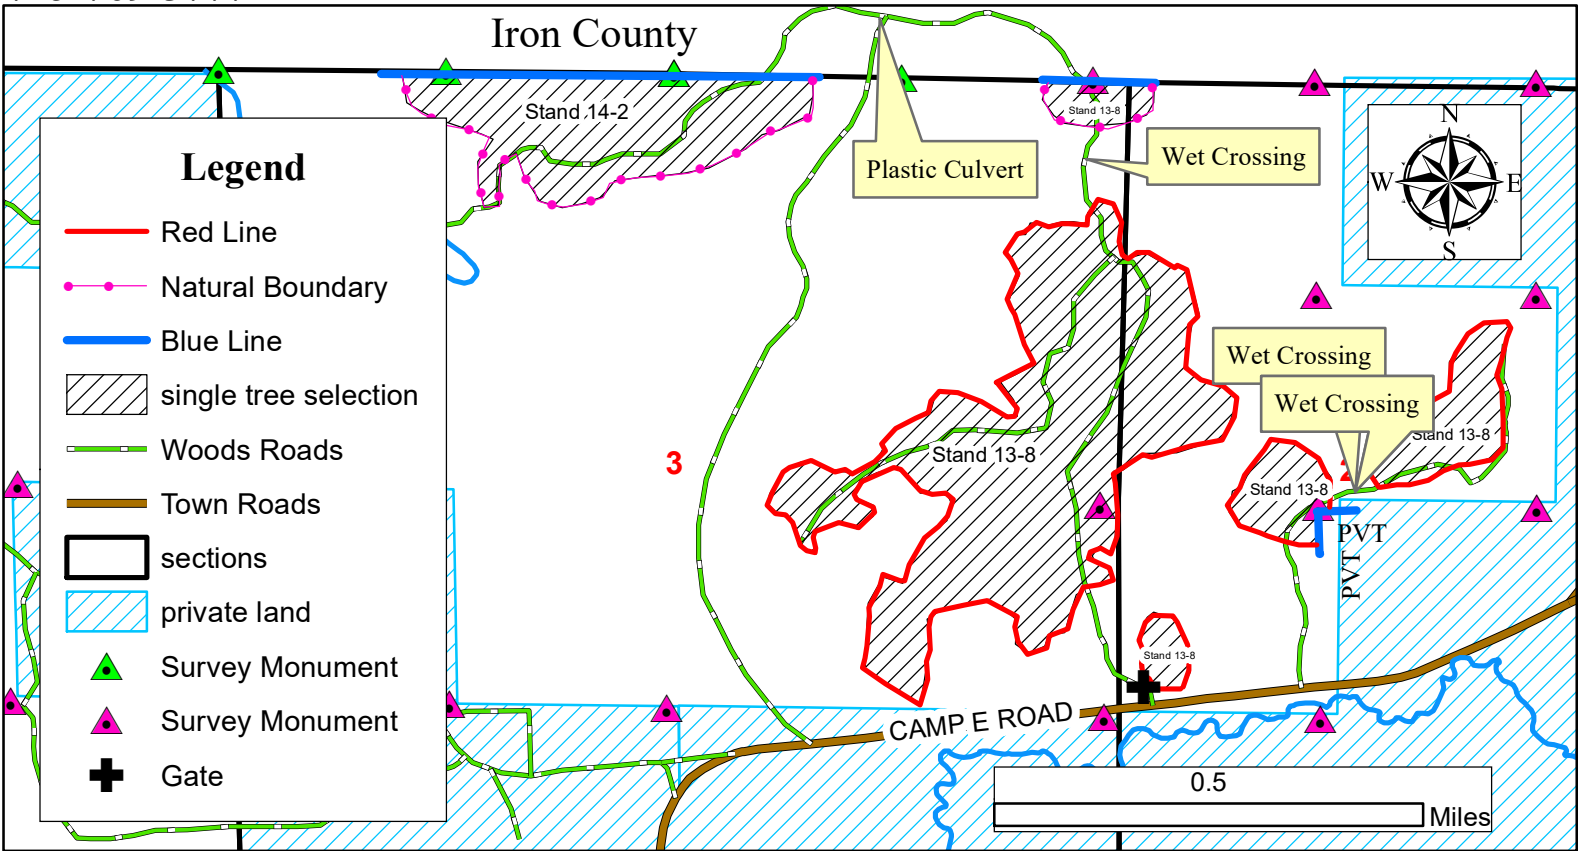 Iron County
Stand 14-2
Stand 13-8
Plastic Culvert
Wet Crossing
N
W E
S
Legend
Red Line
Natural Boundary
Blue Line
single tree selection
Woods Roads
Town Roads
sections
private land
Survey Monument
Survey Monument
Gate
Wet Crossing
Wet Crossing
Stand 13-8
3
Stand 13-8
Stand 13-8
PVT
PVT
Stand 13-8
CAMP E ROAD
0.5
Miles